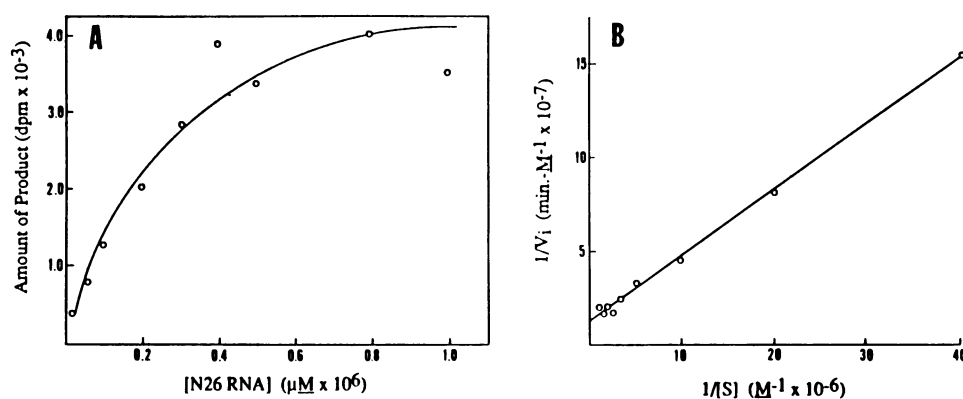 A
Amount of Product (dpm x 10-3)
4.0
3.0
2.0
1.0
0.2
0.4
0.6
0.8
1.0
[N26 RNA] (μM x 10⁶)
B
1/Vi (min.-M⁻¹ x 10⁻⁷)
15
10
5
10
20
30
40
1/[S] (M⁻¹ x 10⁻⁶)